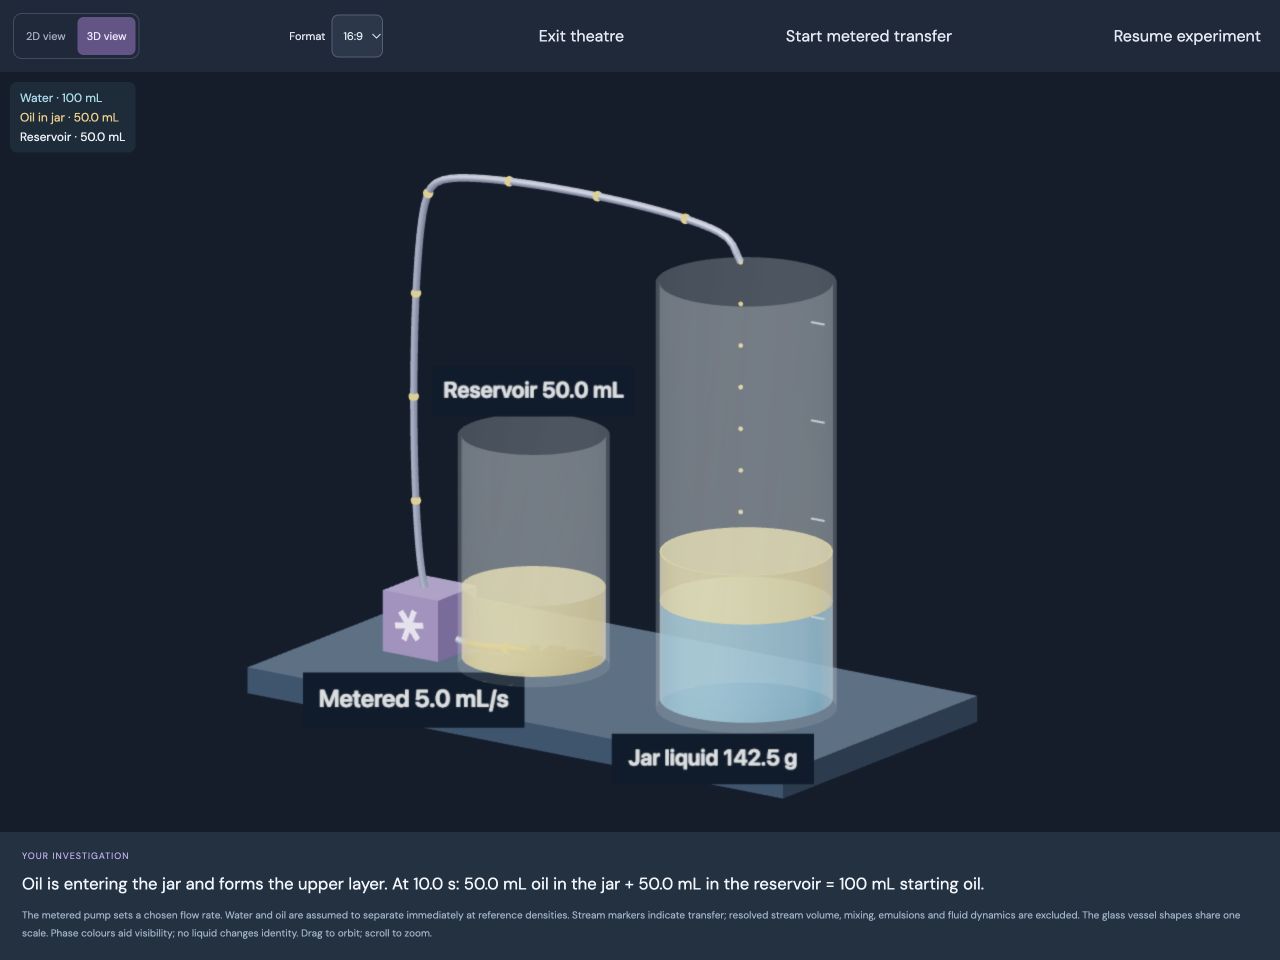 2D view
3D view
Format
16:9
Exit theatre
Start metered transfer
Resume experiment
Water · 100 mL
Oil in jar · 50.0 mL
Reservoir · 50.0 mL
Reservoir 50.0 mL
Metered 5.0 mL/s
Jar liquid 142.5 g
YOUR INVESTIGATION
Oil is entering the jar and forms the upper layer. At 10.0 s: 50.0 mL oil in the jar + 50.0 mL in the reservoir = 100 mL starting oil.
The metered pump sets a chosen flow rate. Water and oil are assumed to separate immediately at reference densities. Stream markers indicate transfer; resolved stream volume, mixing, emulsions and fluid dynamics are excluded. The glass vessel shapes share one
scale. Phase colours aid visibility; no liquid changes identity. Drag to orbit; scroll to zoom.